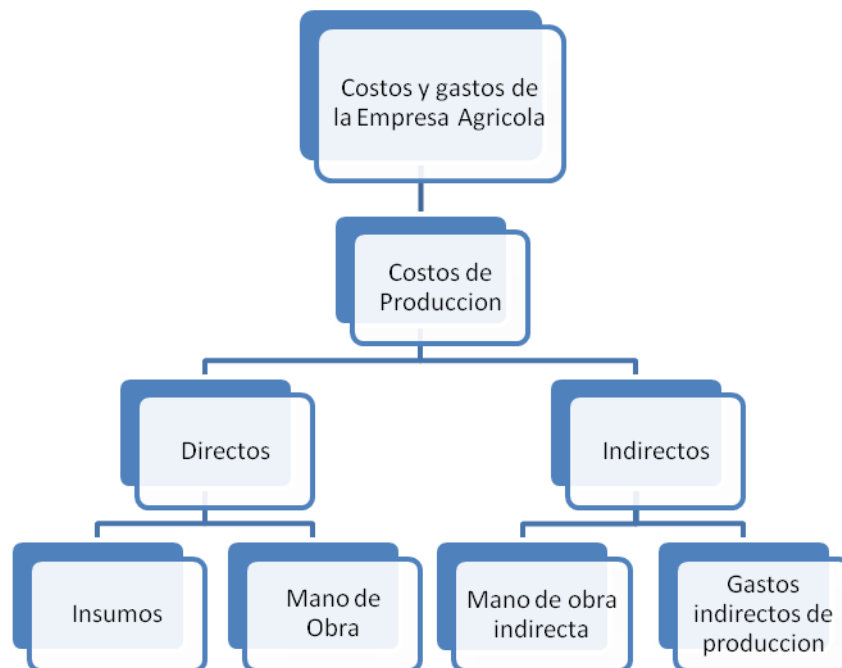 Costos y gastos de
la Empresa Agricola
Costos de
Produccion
Directos
Indirectos
Insumos
Mano de
Obra
Mano de obra
indirecta
Gastos
indirectos de
produccion